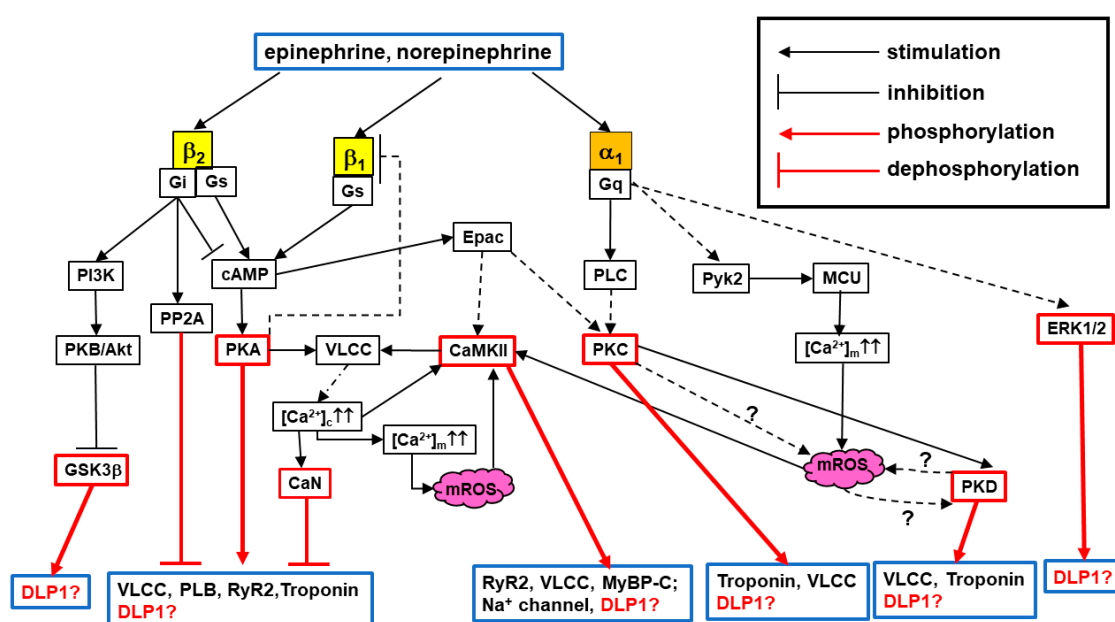 epinephrine, norepinephrine
stimulation
inhibition
phosphorylation
dephosphorylation
β2
β1
α1
Gi
Gs
Gs
Gq
Epac
PI3K
cAMP
PLC
Pyk2
MCU
PP2A
ERK1/2
PKB/Akt
PKA
VLCC
CaMKII
PKC
[Ca²⁺]m↑↑
[Ca²⁺]c↑↑
?
[Ca²⁺]m↑↑
GSK3β
CaN
mROS
mROS
?
PKD
?
DLP1?
VLCC, PLB, RyR2,Troponin
DLP1?
RyR2, VLCC, MyBP-C;
Na⁺ channel, DLP1?
Troponin, VLCC
DLP1?
VLCC, Troponin
DLP1?
DLP1?